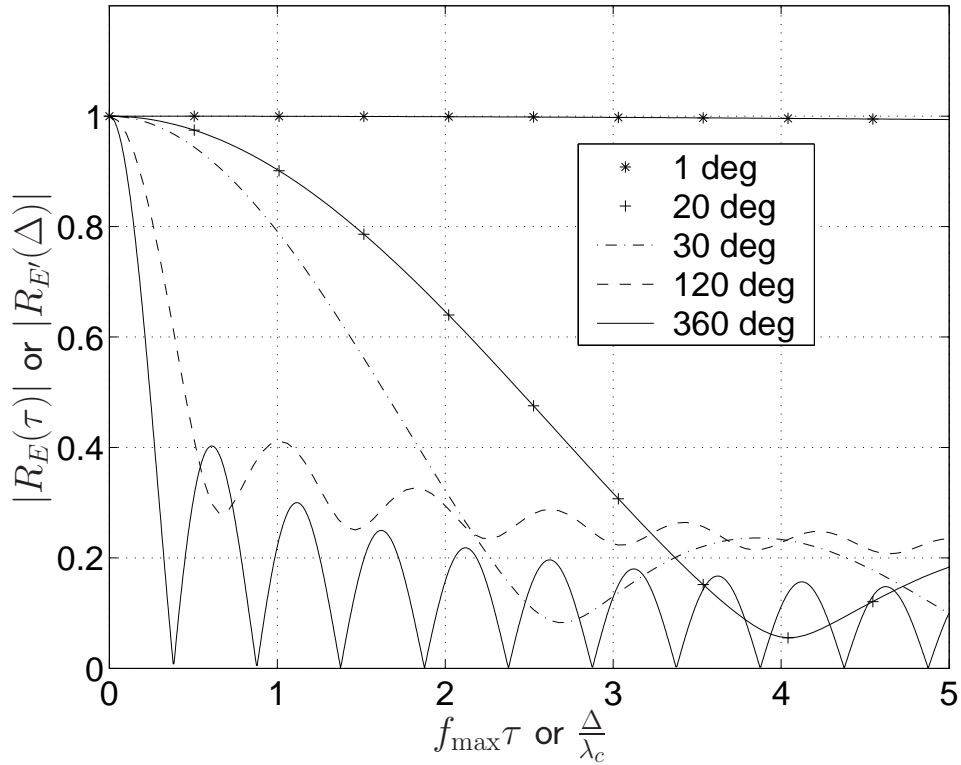 |R_E(τ)| or |R_{E'}(Δ)|
1
0.8
0.6
0.4
0.2
0
0 1 2 3 4 5
1 deg
20 deg
30 deg
120 deg
360 deg
f_max τ or Δ/λ_c